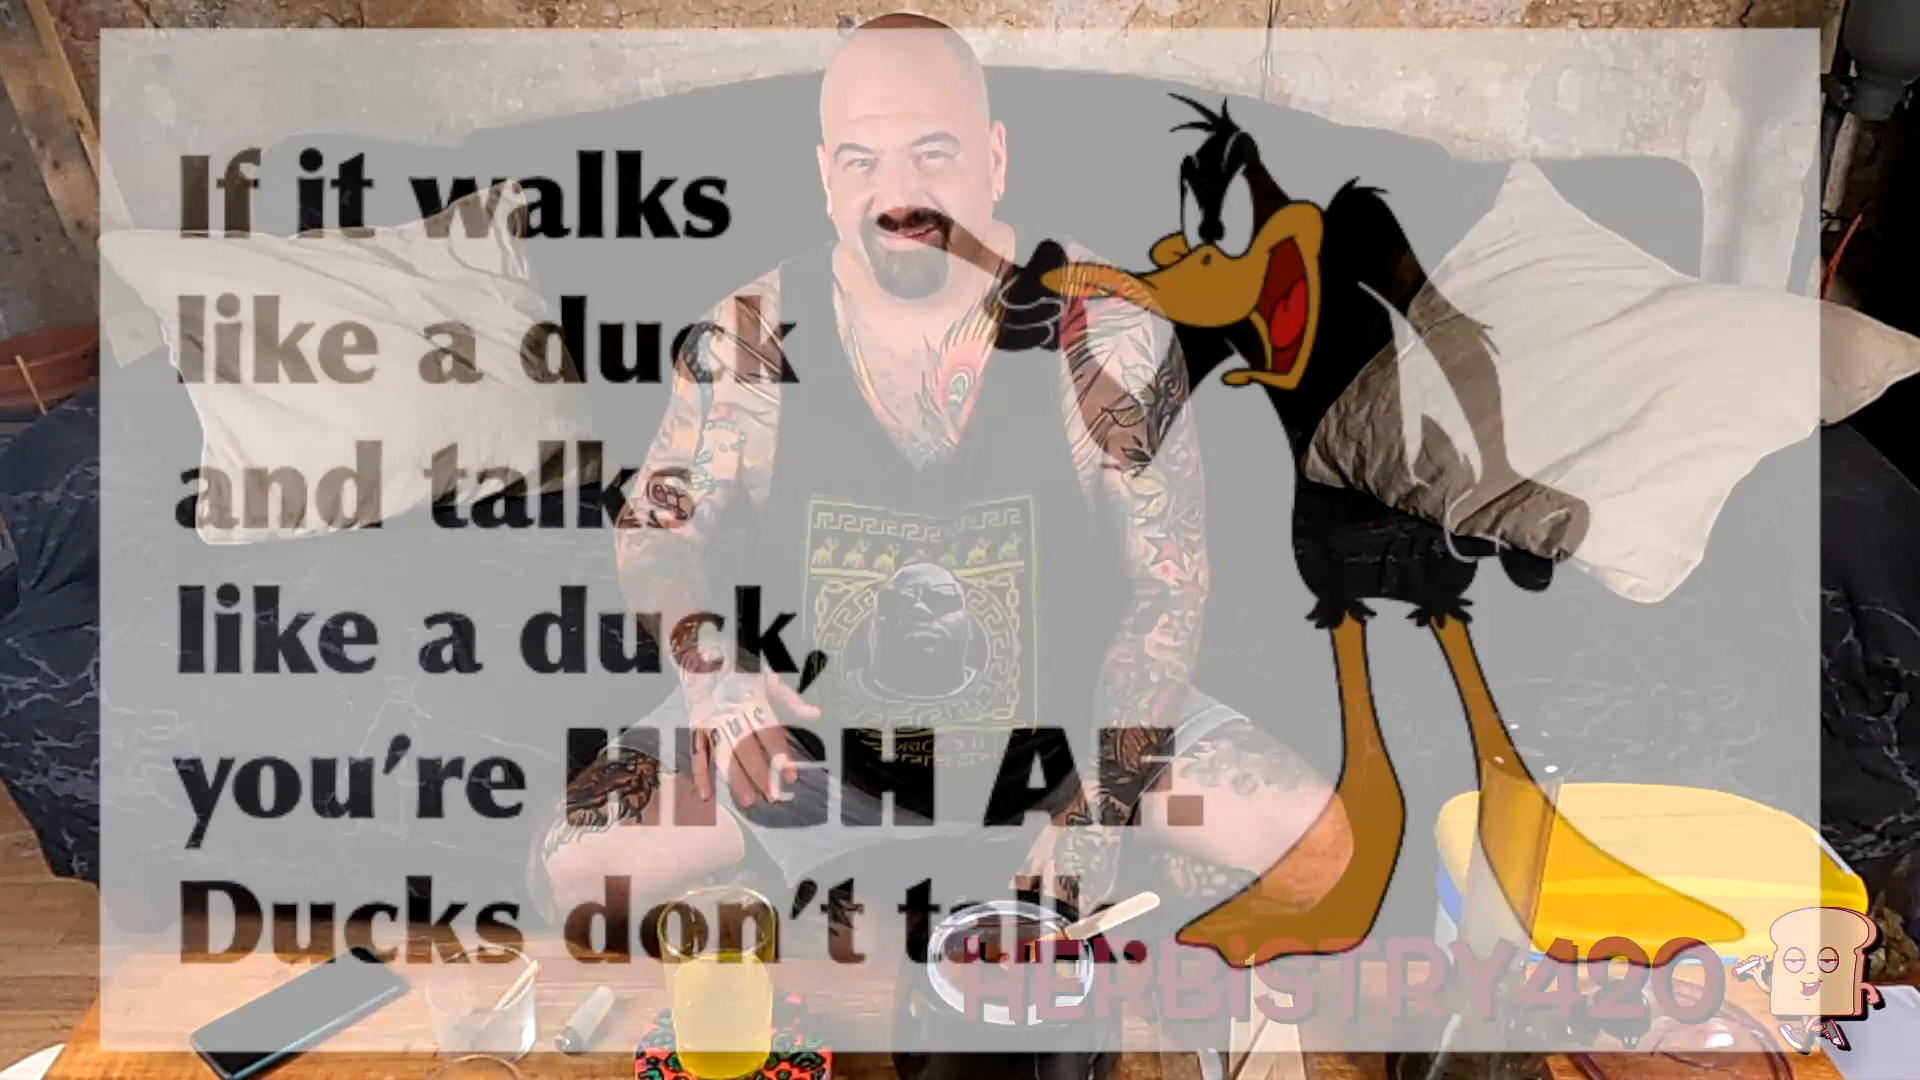 If it walks
like a duck
and talks
like a duck,
you're HIGH AF.
Ducks don't talk.
HERBiSTRY420